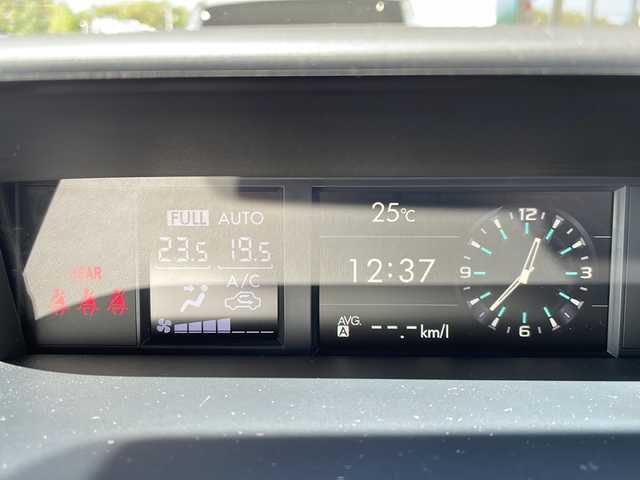 REAR
FULL AUTO
23.5 19.5
A/C
25℃
12:37
AVG.
A ---.- km/l
12
3
6
9